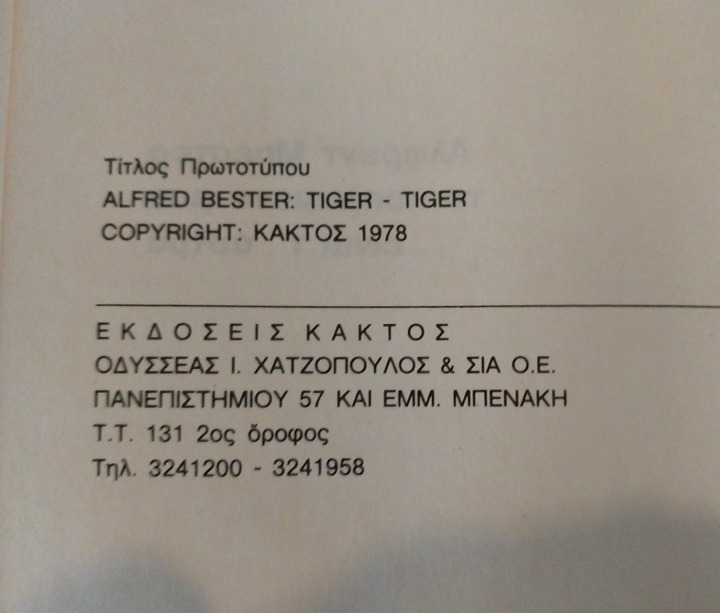 Τίτλος Πρωτοτύπου
ALFRED BESTER: TIGER - TIGER
COPYRIGHT: ΚΑΚΤΟΣ 1978
ΕΚΔΟΣΕΙΣ ΚΑΚΤΟΣ
ΟΔΥΣΣΕΑΣ Ι. ΧΑΤΖΟΠΟΥΛΟΣ & ΣΙΑ Ο.Ε.
ΠΑΝΕΠΙΣΤΗΜΙΟΥ 57 ΚΑΙ ΕΜΜ. ΜΠΕΝΑΚΗ
Τ.Τ. 131 2ος ὄροφος
Τηλ. 3241200 - 3241958